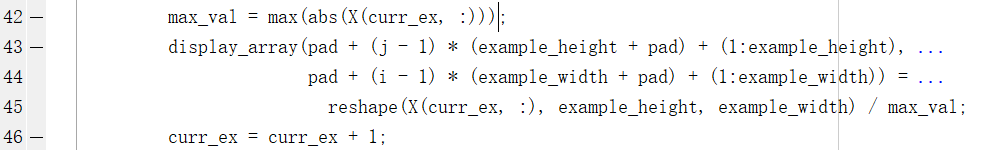 42 — max_val = max(abs(X(curr_ex, :)));
43 — display_array(pad + (j - 1) * (example_height + pad) + (1:example_height), ...
44 pad + (i - 1) * (example_width + pad) + (1:example_width)) = ...
45 reshape(X(curr_ex, :), example_height, example_width) / max_val;
46 — curr_ex = curr_ex + 1;